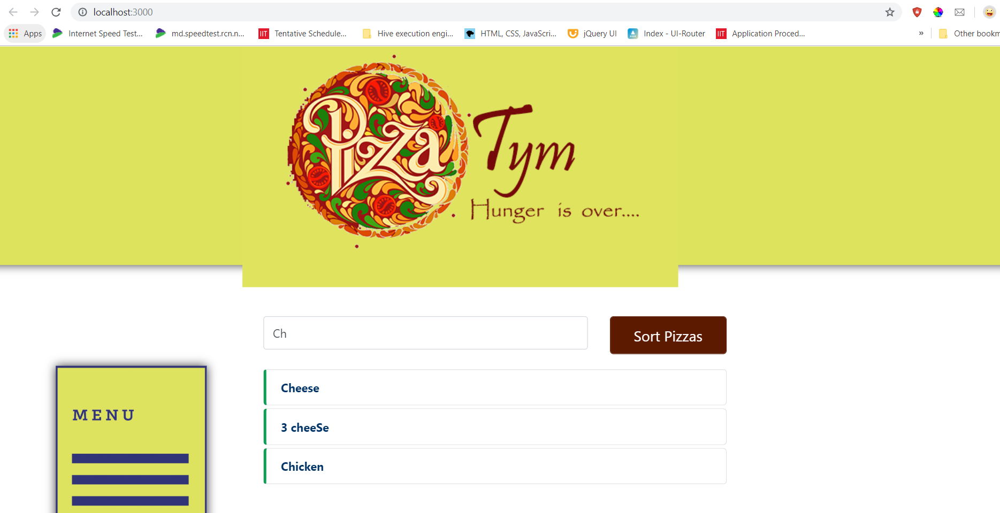 localhost:3000
Apps Internet Speed Test... md.speedtest.rcn.n... IIT Tentative Schedule... Hive execution engi... HTML, CSS, JavaScri... jQuery UI Index - UI-Router IIT Application Proced... » Other bookm
Pizza Tym
Hunger is over....
Ch
Sort Pizzas
Cheese
3 cheeSe
Chicken
MENU